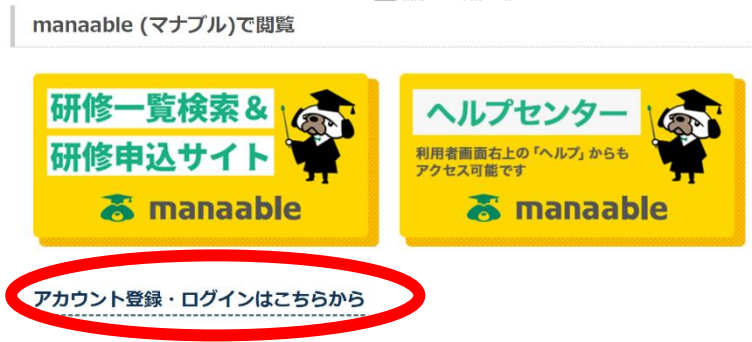 manaable (マナブル)で閲覧
研修一覧検索&
研修申込サイト
manaable
ヘルプセンター
利用者画面右上の「ヘルプ」からも
アクセス可能です
manaable
アカウント登録・ログインはこちらから